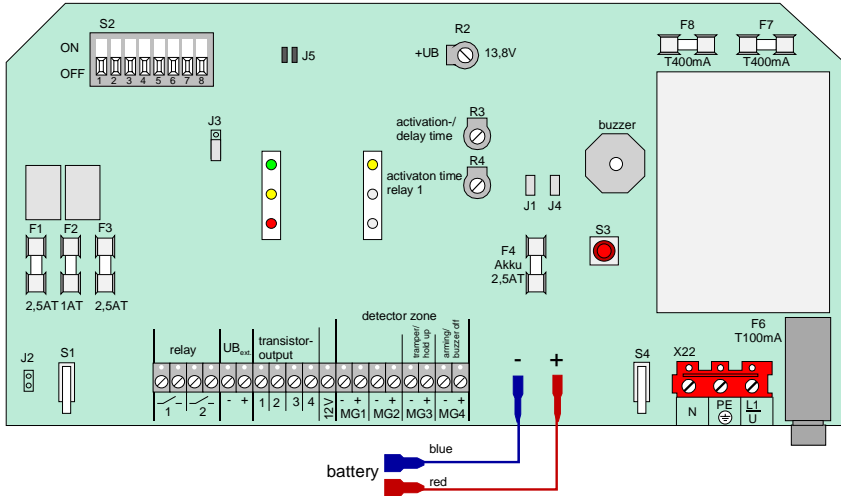 S2
ON
OFF
1 2 3 4 5 6 7 8
J5
R2
+UB 13,8V
F8 F7
T400mA T400mA
J3
R3
activation-/
delay time
R4
activaton time
relay 1
buzzer
J1 J4
S3
F1 F2 F3
2,5AT 1AT 2,5AT
F4
Akku
2,5AT
F6
T100mA
J2
S1
S4
X22
N PE L1
U
detector zone
relay
UBext.
transistor-
output
tramper/
hold up
arming/
buzzer off
1 2
- +
1 2 3 4
12V
- + - + - + - +
MG1 MG2 MG3 MG4
- +
blue
battery
red